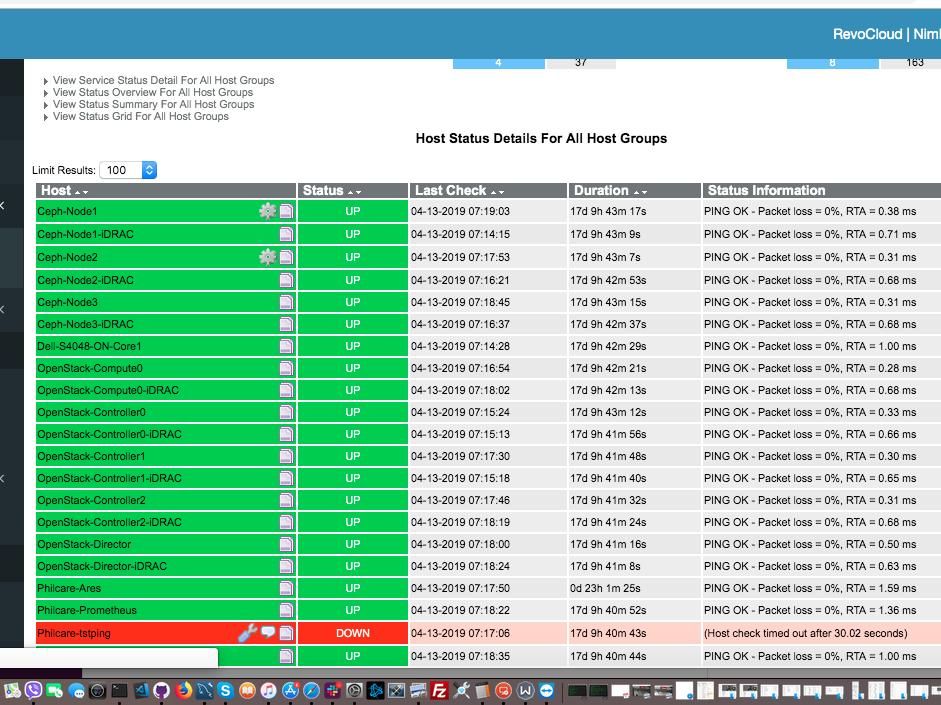 RevoCloud | Niml
4 37 8 163
View Service Status Detail For All Host Groups
View Status Overview For All Host Groups
View Status Summary For All Host Groups
View Status Grid For All Host Groups
Host Status Details For All Host Groups
Limit Results: 100
Host Status Last Check Duration Status Information
Ceph-Node1 UP 04-13-2019 07:19:03 17d 9h 43m 17s PING OK - Packet loss = 0%, RTA = 0.38 ms
Ceph-Node1-iDRAC UP 04-13-2019 07:14:15 17d 9h 43m 9s PING OK - Packet loss = 0%, RTA = 0.71 ms
Ceph-Node2 UP 04-13-2019 07:17:53 17d 9h 43m 7s PING OK - Packet loss = 0%, RTA = 0.31 ms
Ceph-Node2-iDRAC UP 04-13-2019 07:16:21 17d 9h 42m 53s PING OK - Packet loss = 0%, RTA = 0.68 ms
Ceph-Node3 UP 04-13-2019 07:18:45 17d 9h 43m 15s PING OK - Packet loss = 0%, RTA = 0.31 ms
Ceph-Node3-iDRAC UP 04-13-2019 07:16:37 17d 9h 42m 37s PING OK - Packet loss = 0%, RTA = 0.68 ms
Dell-S4048-ON-Core1 UP 04-13-2019 07:14:28 17d 9h 42m 29s PING OK - Packet loss = 0%, RTA = 1.00 ms
OpenStack-Compute0 UP 04-13-2019 07:16:54 17d 9h 42m 21s PING OK - Packet loss = 0%, RTA = 0.28 ms
OpenStack-Compute0-iDRAC UP 04-13-2019 07:18:02 17d 9h 42m 13s PING OK - Packet loss = 0%, RTA = 0.68 ms
OpenStack-Controller0 UP 04-13-2019 07:15:24 17d 9h 43m 12s PING OK - Packet loss = 0%, RTA = 0.33 ms
OpenStack-Controller0-iDRAC UP 04-13-2019 07:15:13 17d 9h 41m 56s PING OK - Packet loss = 0%, RTA = 0.66 ms
OpenStack-Controller1 UP 04-13-2019 07:17:30 17d 9h 41m 48s PING OK - Packet loss = 0%, RTA = 0.30 ms
OpenStack-Controller1-iDRAC UP 04-13-2019 07:15:18 17d 9h 41m 40s PING OK - Packet loss = 0%, RTA = 0.65 ms
OpenStack-Controller2 UP 04-13-2019 07:17:46 17d 9h 41m 32s PING OK - Packet loss = 0%, RTA = 0.31 ms
OpenStack-Controller2-iDRAC UP 04-13-2019 07:18:19 17d 9h 41m 24s PING OK - Packet loss = 0%, RTA = 0.68 ms
OpenStack-Director UP 04-13-2019 07:18:00 17d 9h 41m 16s PING OK - Packet loss = 0%, RTA = 0.50 ms
OpenStack-Director-iDRAC UP 04-13-2019 07:18:24 17d 9h 41m 8s PING OK - Packet loss = 0%, RTA = 0.63 ms
Philcare-Ares UP 04-13-2019 07:17:50 0d 23h 1m 25s PING OK - Packet loss = 0%, RTA = 1.59 ms
Philcare-Prometheus UP 04-13-2019 07:18:22 17d 9h 40m 52s PING OK - Packet loss = 0%, RTA = 1.36 ms
Philcare-tstping DOWN 04-13-2019 07:17:06 17d 9h 40m 43s (Host check timed out after 30.02 seconds)
UP 04-13-2019 07:18:35 17d 9h 40m 44s PING OK - Packet loss = 0%, RTA = 1.00 ms